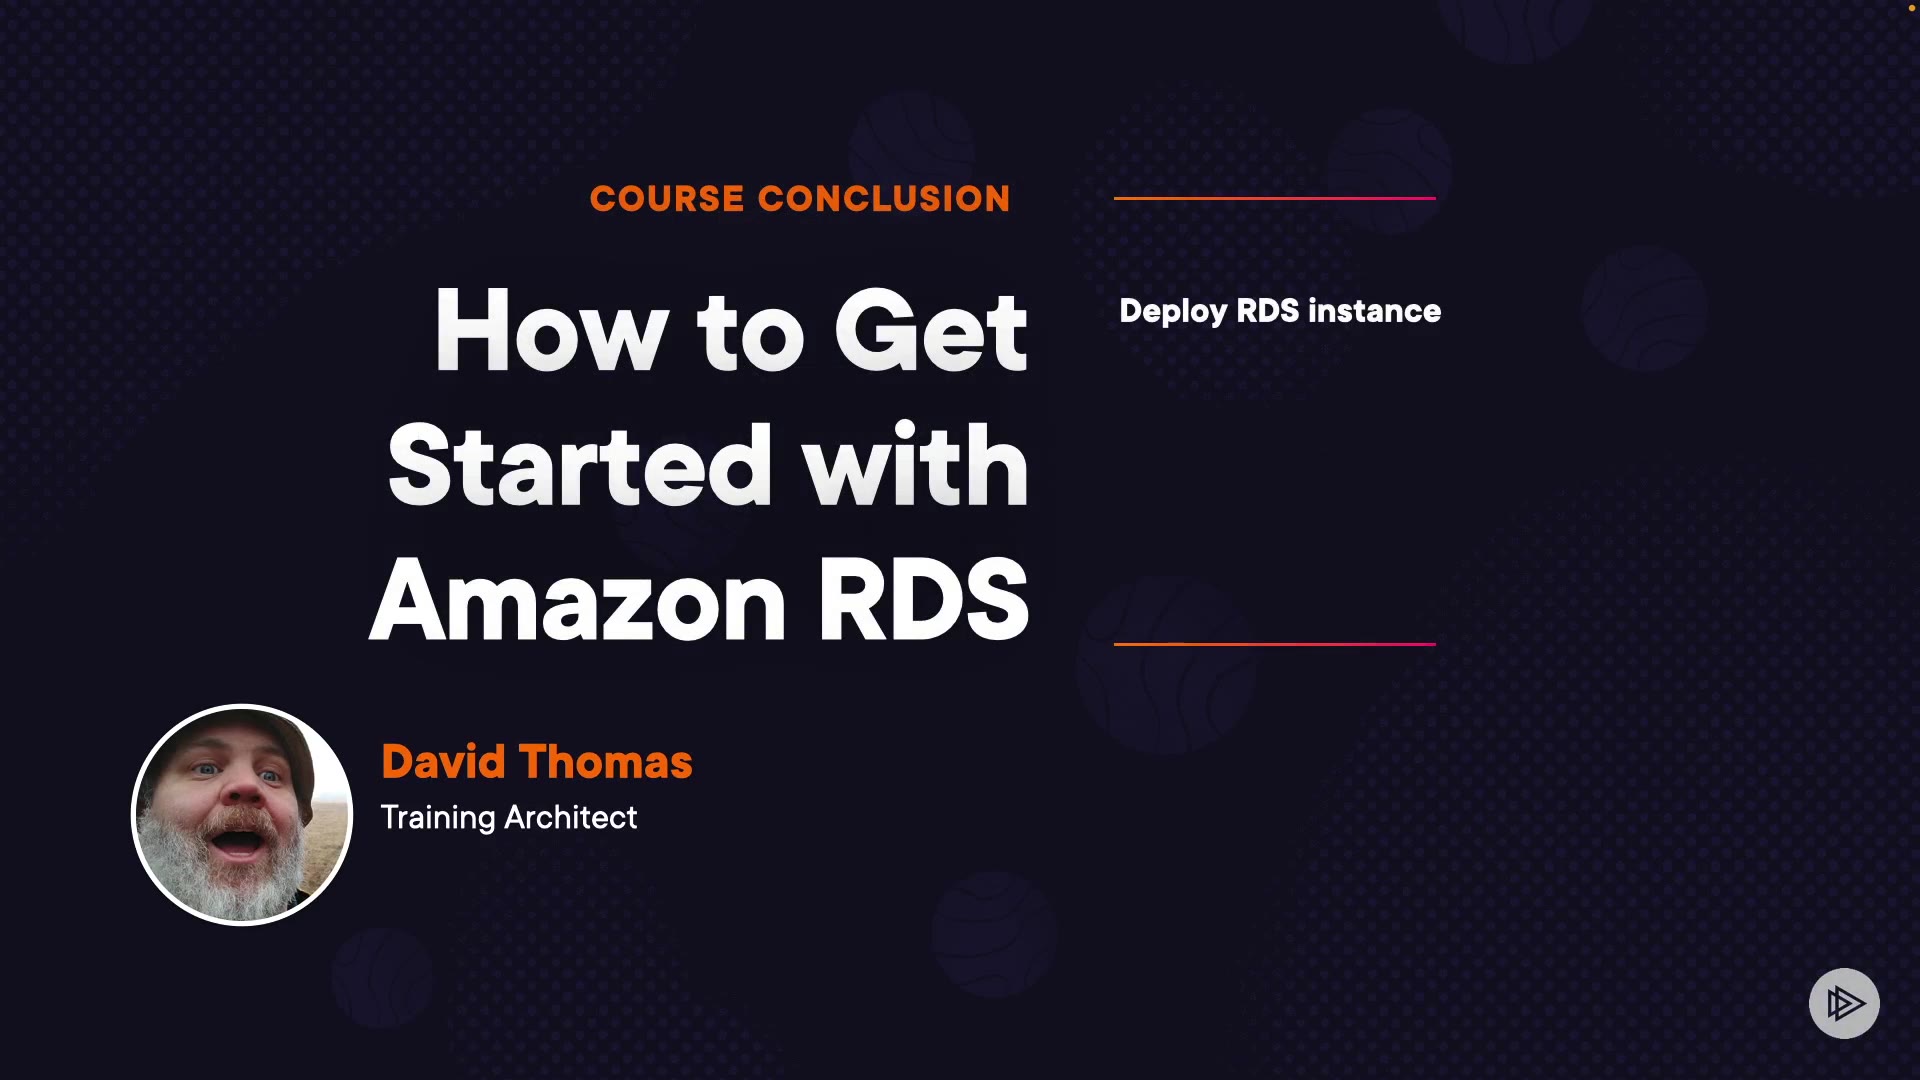 COURSE CONCLUSION
How to Get
Started with
Amazon RDS
Deploy RDS instance
David Thomas
Training Architect